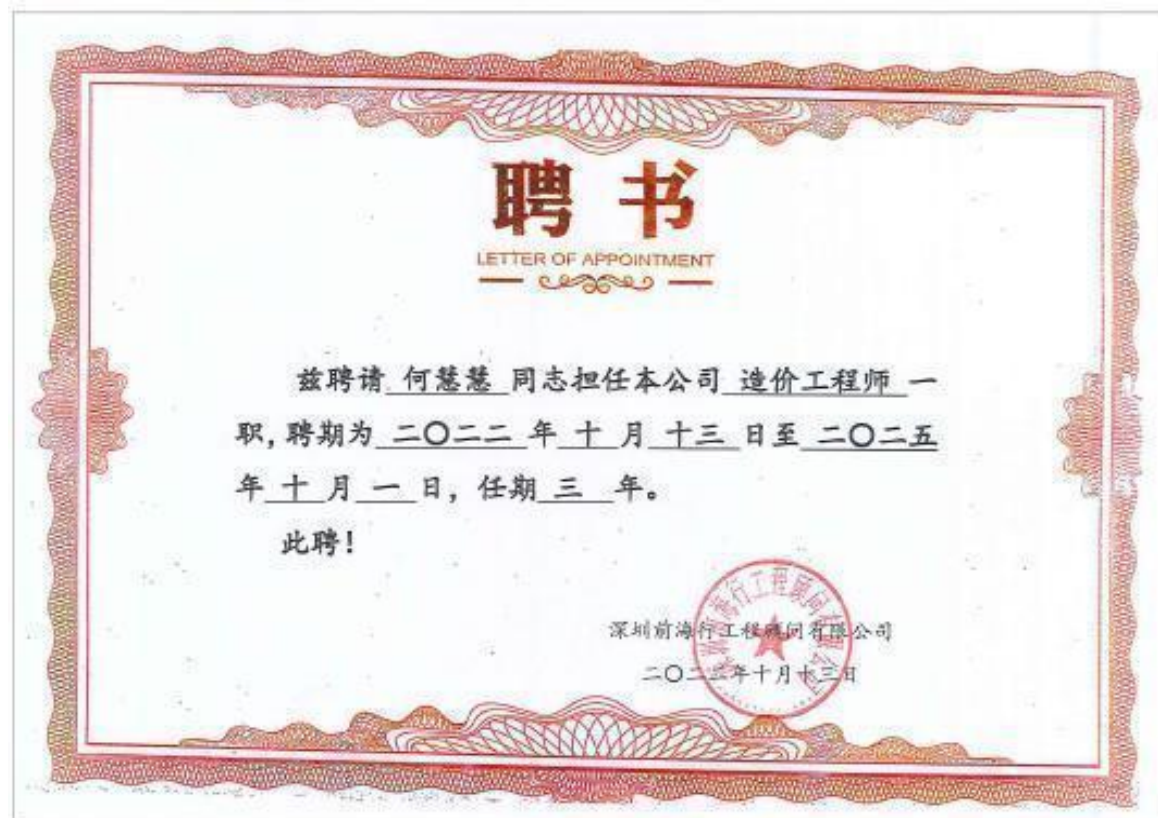 聘 书
LETTER OF APPOINTMENT
兹聘请 何慧慧 同志担任本公司 造价工程师 一
职，聘期为 二〇二二 年 十 月 十三 日至 二〇二五
年 十 月 一 日，任期 三 年。
此聘！
深圳前海行工程顾问有限公司
二〇二二年十月十三日